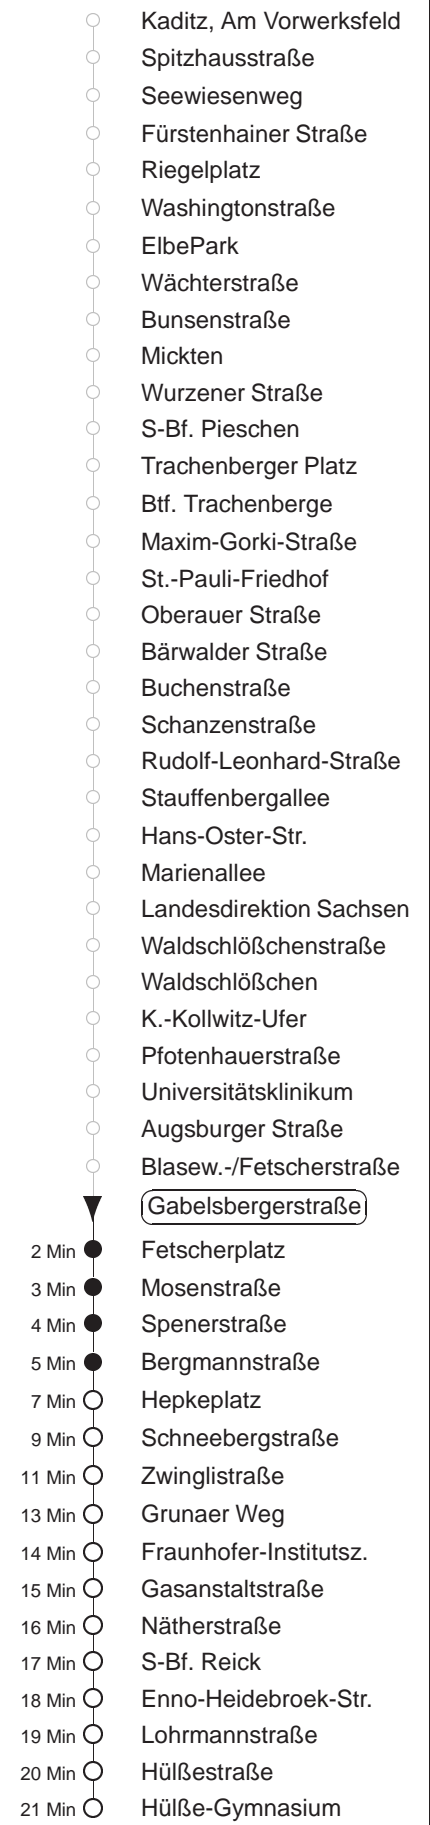 Kaditz, Am Vorwerksfeld
Spitzhausstraße
Seewiesenweg
Fürstenhainer Straße
Riegelplatz
Washingtonstraße
ElbePark
Wächterstraße
Bunsenstraße
Mickten
Wurzener Straße
S-Bf. Pieschen
Trachenberger Platz
Btf. Trachenberge
Maxim-Gorki-Straße
St.-Pauli-Friedhof
Oberauer Straße
Bärwalder Straße
Buchenstraße
Schanzenstraße
Rudolf-Leonhard-Straße
Stauffenbergallee
Hans-Oster-Str.
Marienallee
Landesdirektion Sachsen
Waldschlößchenstraße
Waldschlößchen
K.-Kollwitz-Ufer
Pfotenhauerstraße
Universitätsklinikum
Augsburger Straße
Blasew.-/Fetscherstraße
Gabelsbergerstraße
2 Min Fetscherplatz
3 Min Mosenstraße
4 Min Spenerstraße
5 Min Bergmannstraße
7 Min Hepkeplatz
9 Min Schneebergstraße
11 Min Zwinglistraße
13 Min Grunaer Weg
14 Min Fraunhofer-Institutsz.
15 Min Gasanstaltstraße
16 Min Nätherstraße
17 Min S-Bf. Reick
18 Min Enno-Heidebroek-Str.
19 Min Lohrmannstraße
20 Min Hülßestraße
21 Min Hülße-Gymnasium